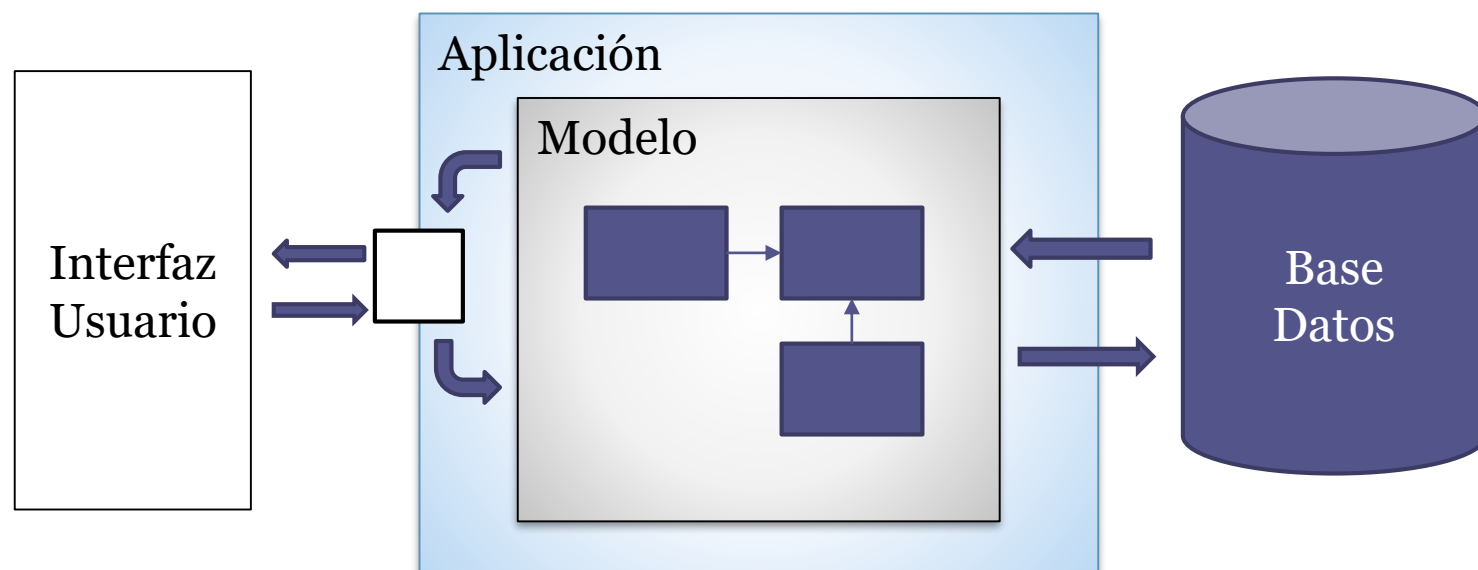 Aplicación
Modelo
Interfaz
Usuario
Base
Datos